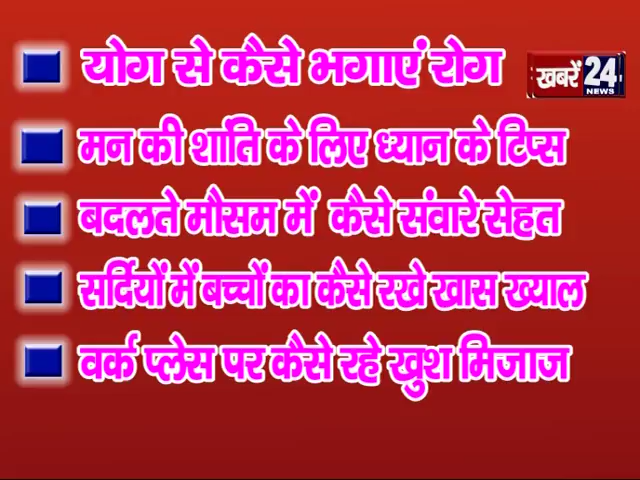 योग से कैसे भगाएं रोग
खबरें 24 NEWS
मन की शांति के लिए ध्यान के टिप्स
बदलते मौसम में कैसे संवारे सेहत
सर्दियों में बच्चों का कैसे रखे खास ख्याल
वर्क प्लेस पर कैसे रहे खुश मिजाज